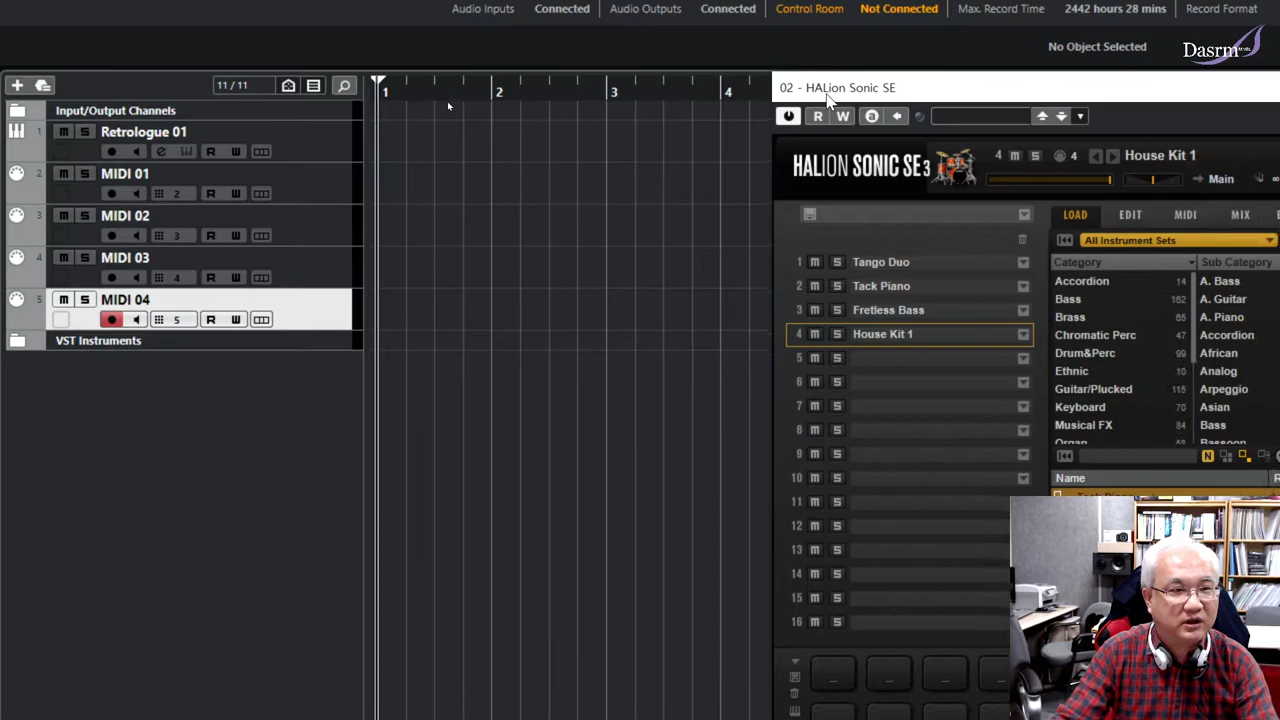 Audio Inputs Connected Audio Outputs Connected Control Room Not Connected Max. Record Time 2442 hours 28 mins Record Format
No Object Selected
Dasrm
11 / 11
1 2 3 4
Input/Output Channels
1 m S Retrologue 01
e R W
2 m S MIDI 01
2 R W
3 m S MIDI 02
3 R W
4 m S MIDI 03
4 R W
5 m S MIDI 04
5 R W
VST Instruments
02 - HALion Sonic SE
R W a
HALION SONIC SE3
4 m S 4 House Kit 1
Main
LOAD EDIT MIDI MIX
All Instrument Sets
Category Sub Category
Accordion 14 A. Bass
Bass 162 A. Guitar
Brass 65 A. Piano
Chromatic Perc 47 Accordion
Drum&Perc 99 African
Ethnic 10 Analog
Guitar/Plucked 115 Arpeggio
Keyboard 70 Asian
Musical FX 84 Bass
Organ Bassoon
N
Name
1 m S Tango Duo
2 m S Tack Piano
3 m S Fretless Bass
4 m S House Kit 1
5 m S
6 m S
7 m S
8 m S
9 m S
10 m S
11 m S
12 m S
13 m S
14 m S
15 m S
16 m S
... ... ... ...